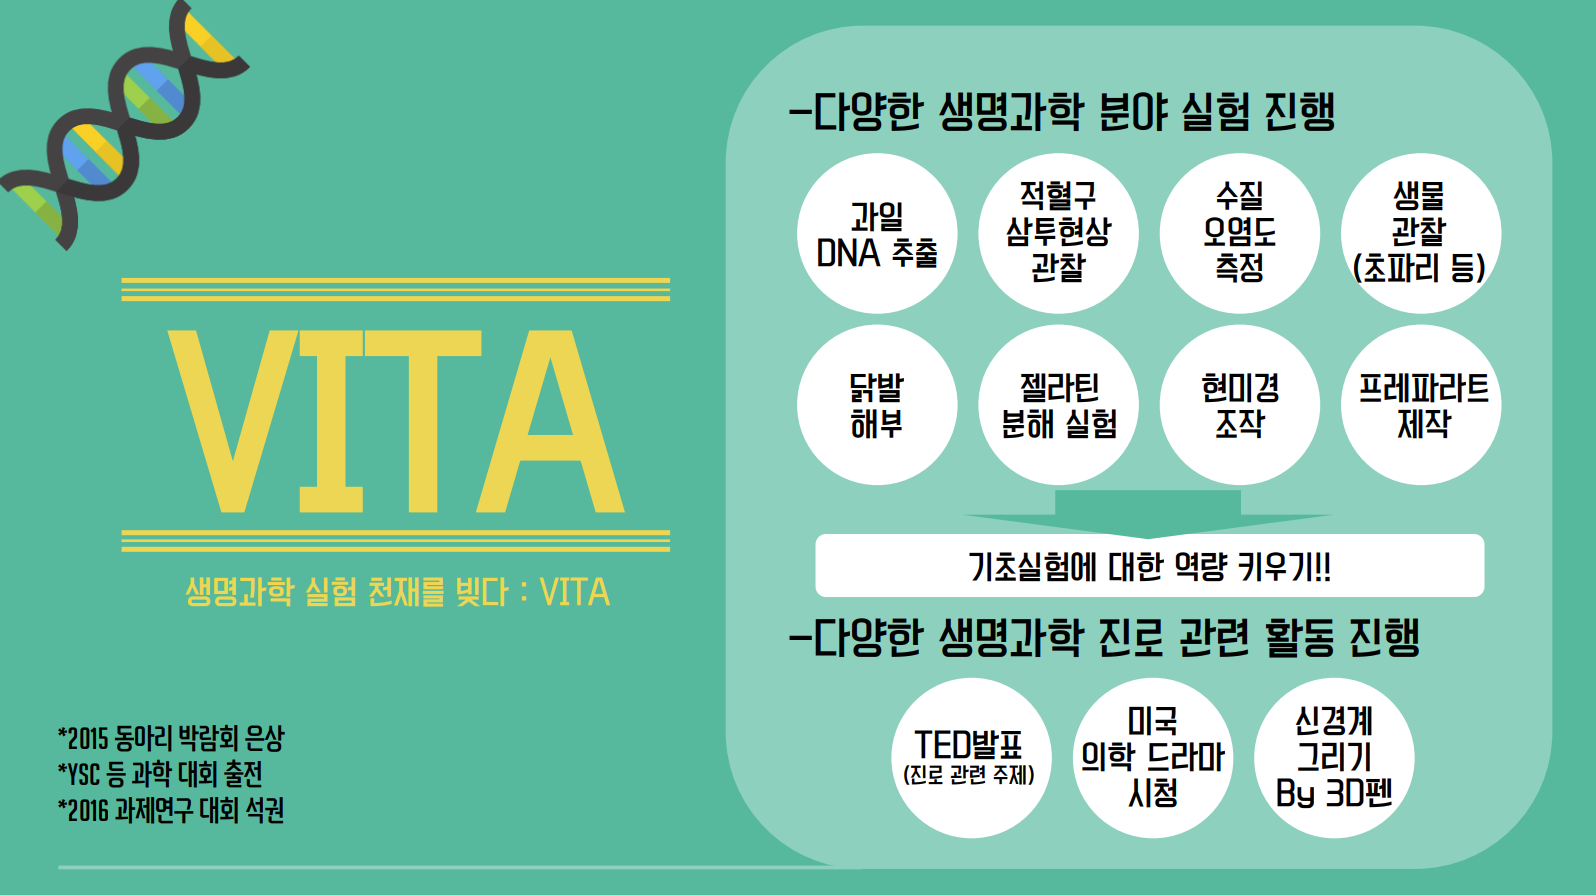 VITA
생명과학 실험 천재를 빚다 : VITA
*2015 동아리 박람회 은상
*YSC 등 과학 대회 출전
*2016 과제연구 대회 석권
-다양한 생명과학 분야 실험 진행
과일
DNA 추출
적혈구
삼투현상
관찰
수질
오염도
측정
생물
관찰
(초파리 등)
닭발
해부
젤라틴
분해 실험
현미경
조작
프레파라트
제작
기초실험에 대한 역량 키우기!!
-다양한 생명과학 진로 관련 활동 진행
TED발표
(진로 관련 주제)
미국
의학 드라마
시청
신경계
그리기
By 3D펜